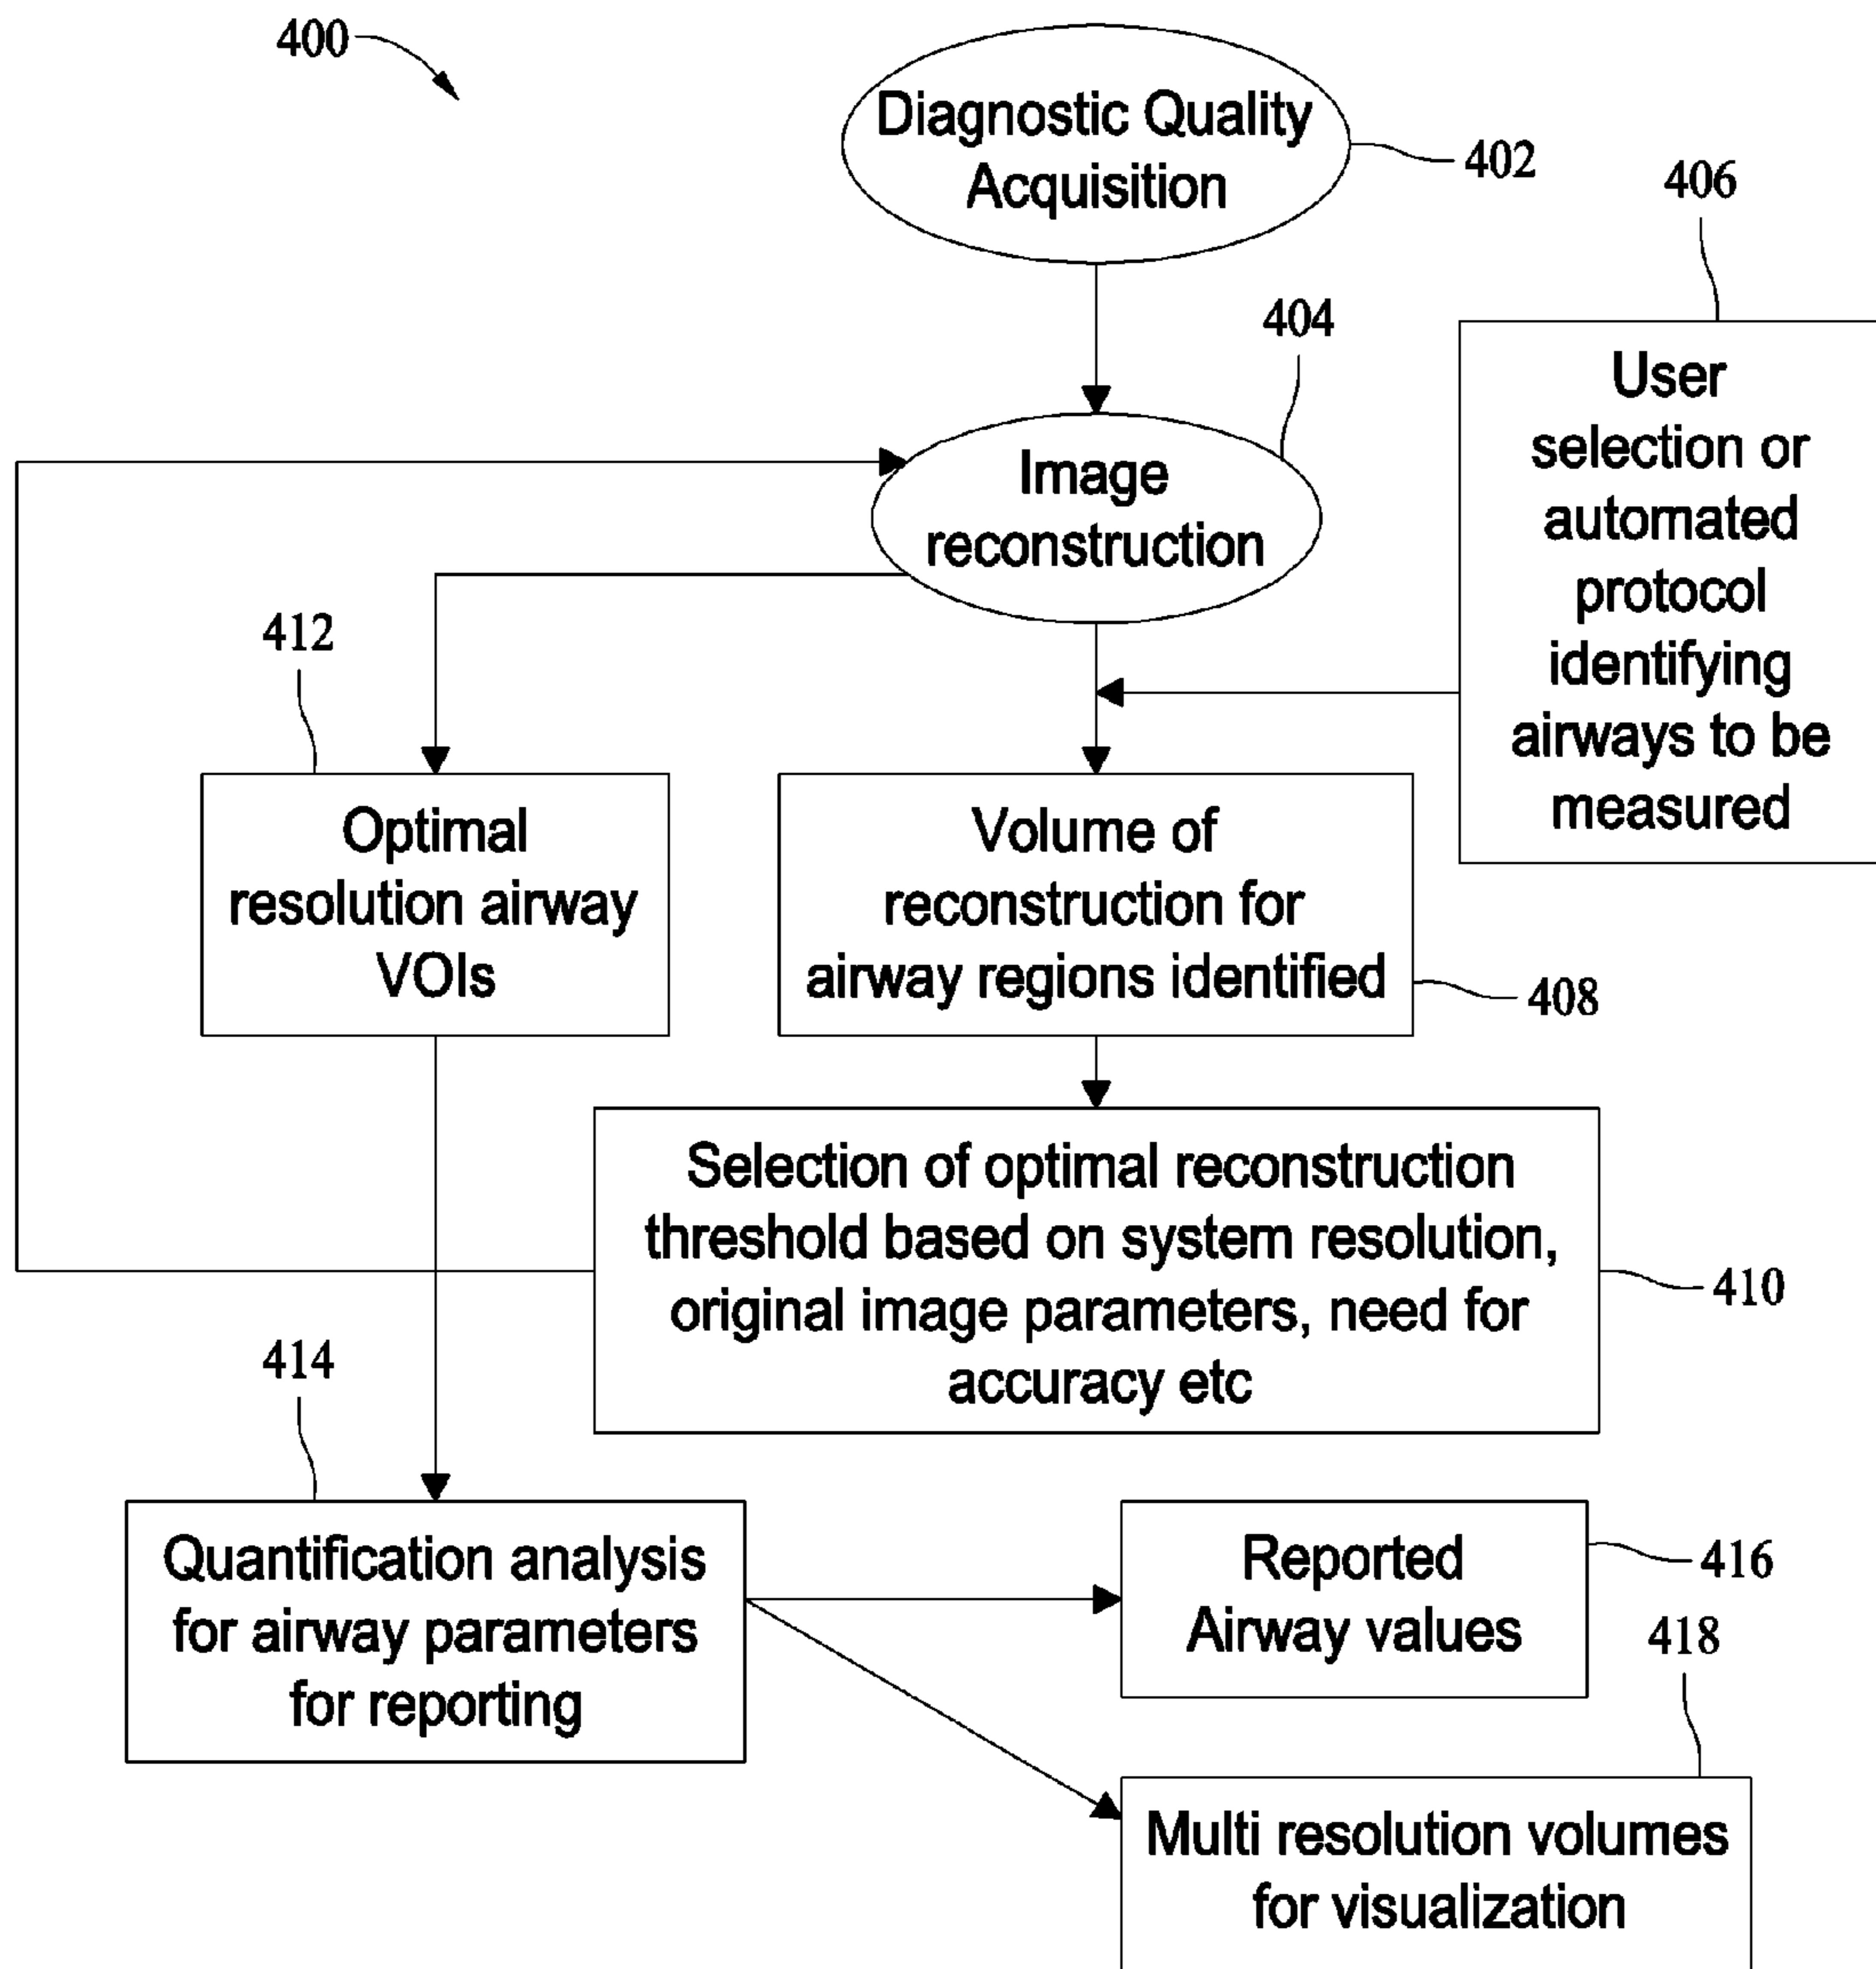 400
Diagnostic Quality
Acquisition
402
406
404
User
selection or
automated
protocol
identifying
airways to be
measured
Image
reconstruction
412
Optimal
resolution airway
VOIs
Volume of
reconstruction for
airway regions identified
408
Selection of optimal reconstruction
threshold based on system resolution,
original image parameters, need for
accuracy etc
410
414
Quantification analysis
for airway parameters
for reporting
Reported
Airway values
416
418
Multi resolution volumes
for visualization